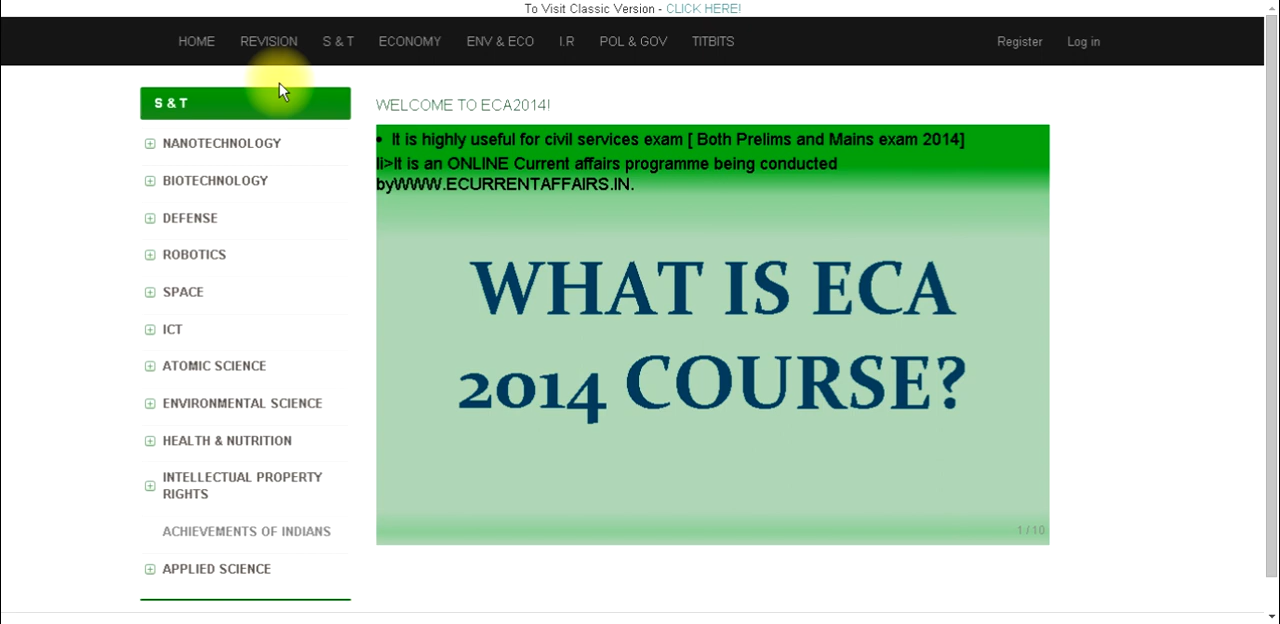 To Visit Classic Version - CLICK HERE!
HOME REVISION S & T ECONOMY ENV & ECO I.R POL & GOV TITBITS Register Log in
S & T
NANOTECHNOLOGY
BIOTECHNOLOGY
DEFENSE
ROBOTICS
SPACE
ICT
ATOMIC SCIENCE
ENVIRONMENTAL SCIENCE
HEALTH & NUTRITION
INTELLECTUAL PROPERTY
RIGHTS
ACHIEVEMENTS OF INDIANS
APPLIED SCIENCE
WELCOME TO ECA2014!
• It is highly useful for civil services exam [ Both Prelims and Mains exam 2014]
li>It is an ONLINE Current affairs programme being conducted
byWWW.ECURRENTAFFAIRS.IN.
WHAT IS ECA
2014 COURSE?
1 / 10